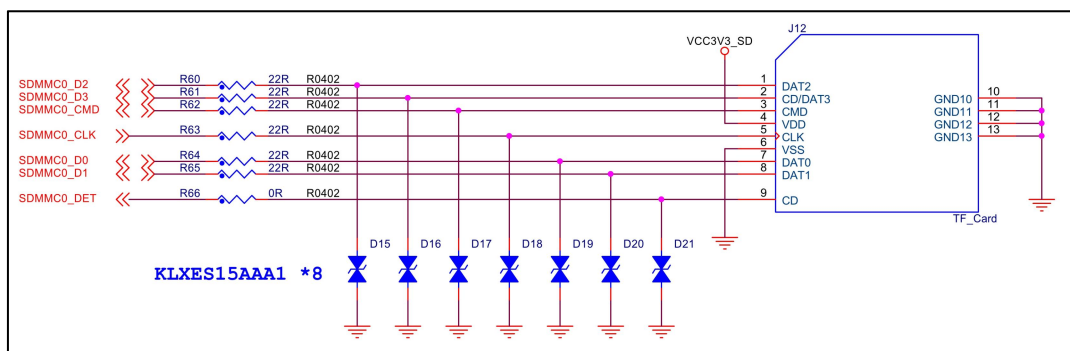 J12
VCC3V3_SD
SDMMC0_D2 R60 22R R0402 1 DAT2
SDMMC0_D3 R61 22R R0402 2 CD/DAT3 GND10 10
SDMMC0_CMD R62 22R R0402 3 CMD GND11 11
4 VDD GND12 12
SDMMC0_CLK R63 22R R0402 5 CLK GND13 13
6 VSS
SDMMC0_D0 R64 22R R0402 7 DAT0
SDMMC0_D1 R65 22R R0402 8 DAT1
SDMMC0_DET R66 0R R0402 9 CD
TF_Card
D15 D16 D17 D18 D19 D20 D21
KLXES15AAA1 *8